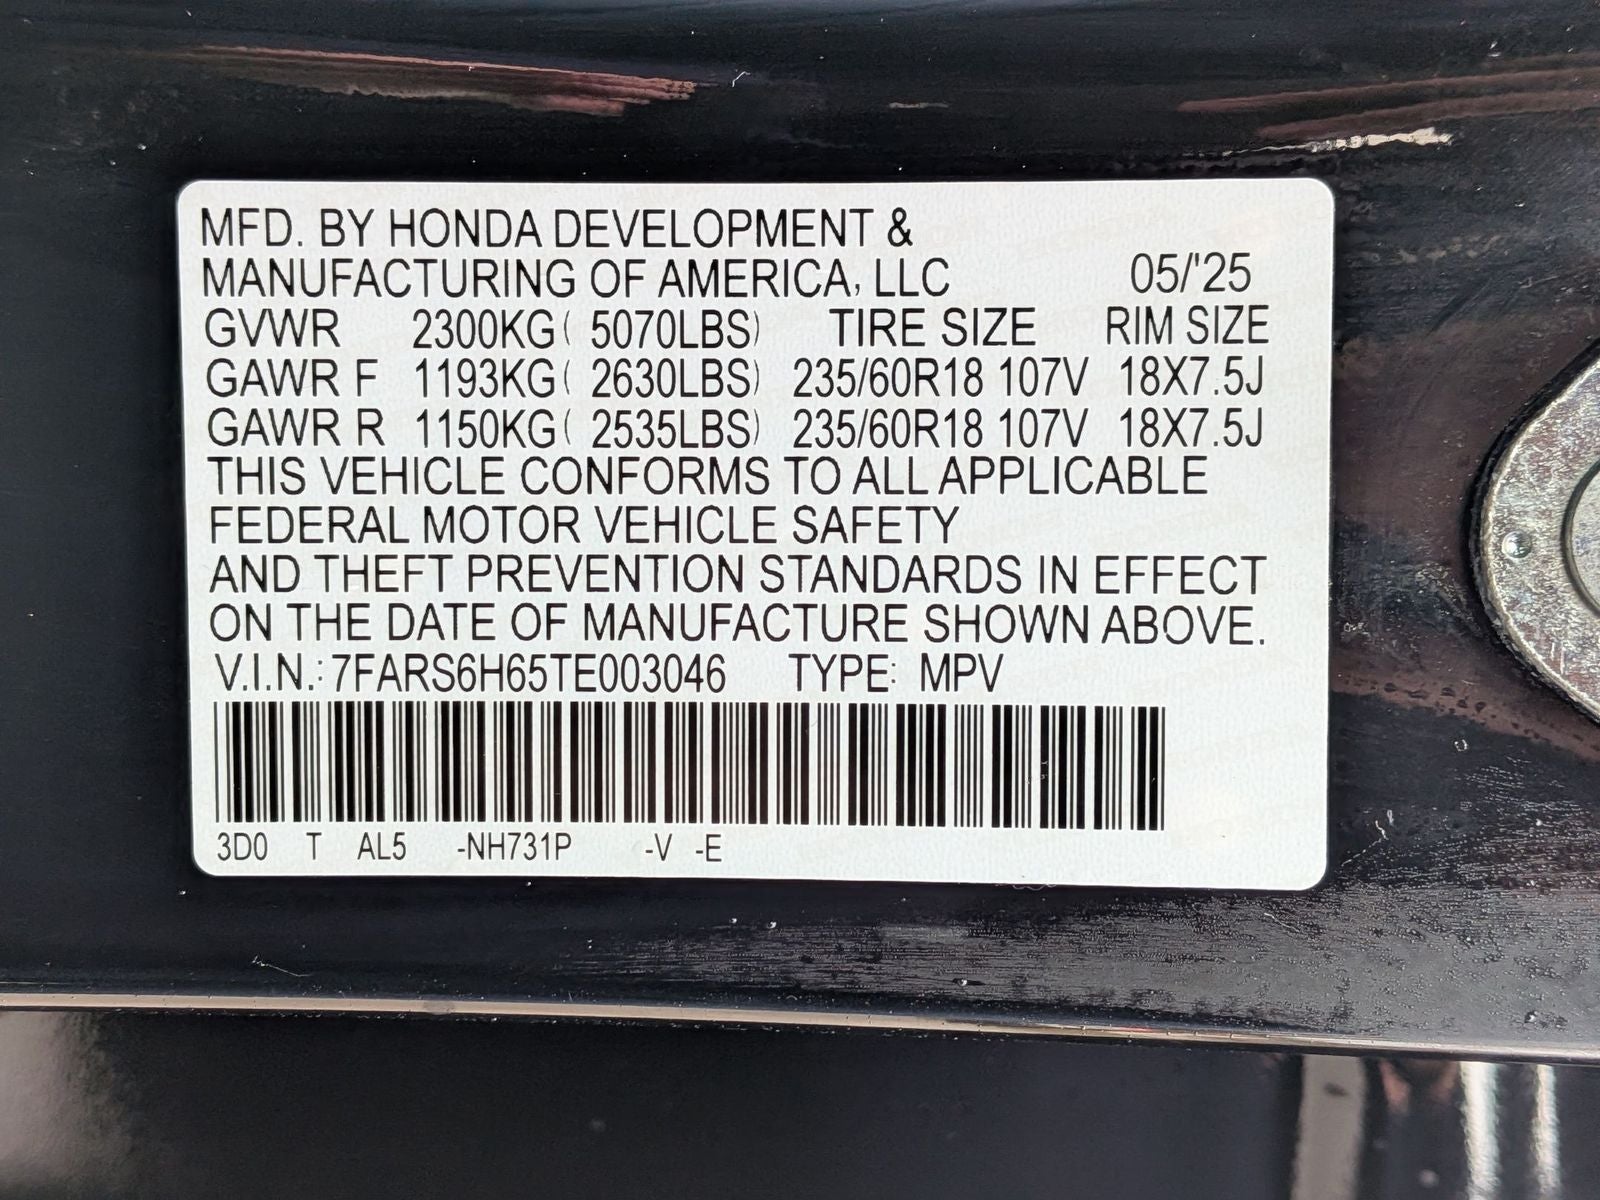 MFD. BY HONDA DEVELOPMENT &
MANUFACTURING OF AMERICA, LLC 05/'25
GVWR 2300KG( 5070LBS) TIRE SIZE RIM SIZE
GAWR F 1193KG( 2630LBS) 235/60R18 107V 18X7.5J
GAWR R 1150KG( 2535LBS) 235/60R18 107V 18X7.5J
THIS VEHICLE CONFORMS TO ALL APPLICABLE
FEDERAL MOTOR VEHICLE SAFETY
AND THEFT PREVENTION STANDARDS IN EFFECT
ON THE DATE OF MANUFACTURE SHOWN ABOVE.
V.I.N.: 7FARS6H65TE003046 TYPE: MPV
3D0 T AL5 -NH731P -V -E